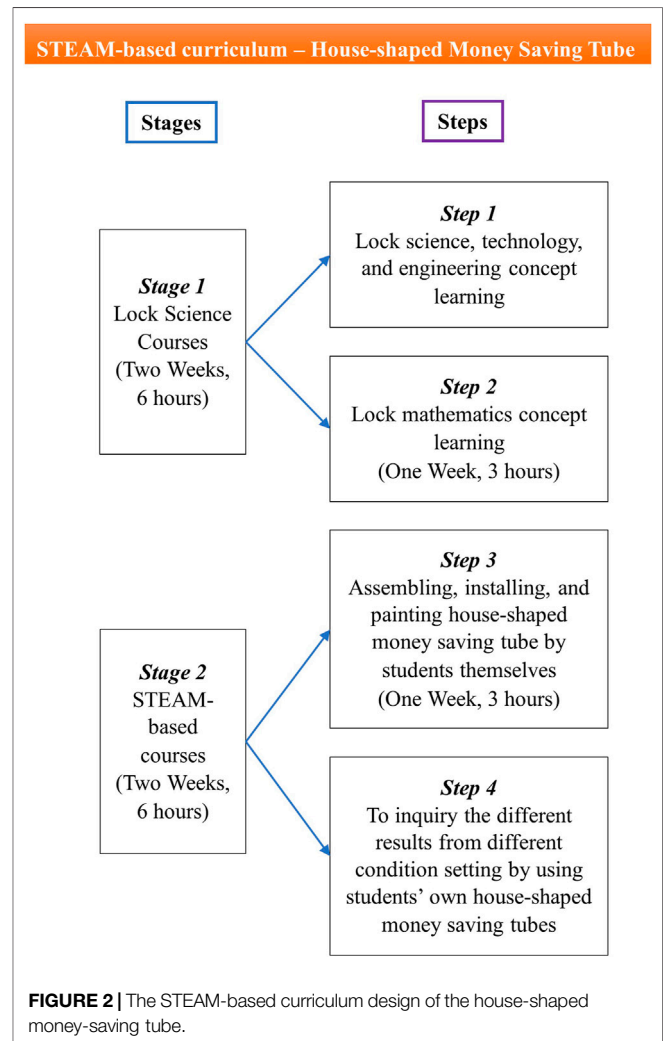 STEAM-based curriculum – House-shaped Money Saving Tube
Stages
Steps
Stage 1
Lock Science
Courses
(Two Weeks,
6 hours)
Step 1
Lock science, technology,
and engineering concept
learning
Step 2
Lock mathematics concept
learning
(One Week, 3 hours)
Stage 2
STEAM-
based
courses
(Two Weeks,
6 hours)
Step 3
Assembling, installing, and
painting house-shaped
money saving tube by
students themselves
(One Week, 3 hours)
Step 4
To inquiry the different
results from different
condition setting by using
students’ own house-shaped
money saving tubes
FIGURE 2 | The STEAM-based curriculum design of the house-shaped
money-saving tube.